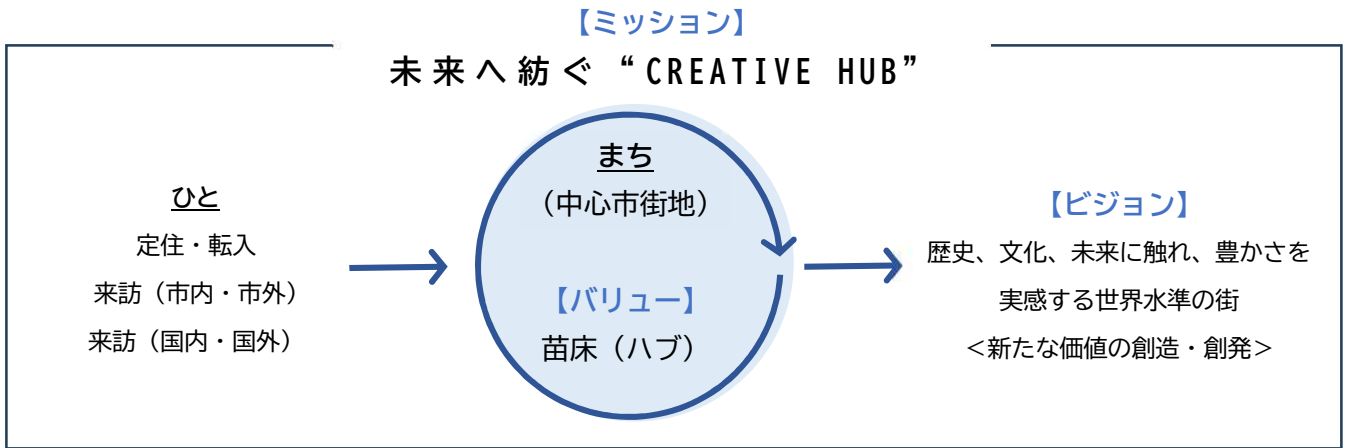 【ミッション】
未来へ紡ぐ“CREATIVE HUB”
ひと
定住・転入
来訪（市内・市外）
来訪（国内・国外）
まち
（中心市街地）
【バリュー】
苗床（ハブ）
【ビジョン】
歴史、文化、未来に触れ、豊かさを
実感する世界水準の街
＜新たな価値の創造・創発＞